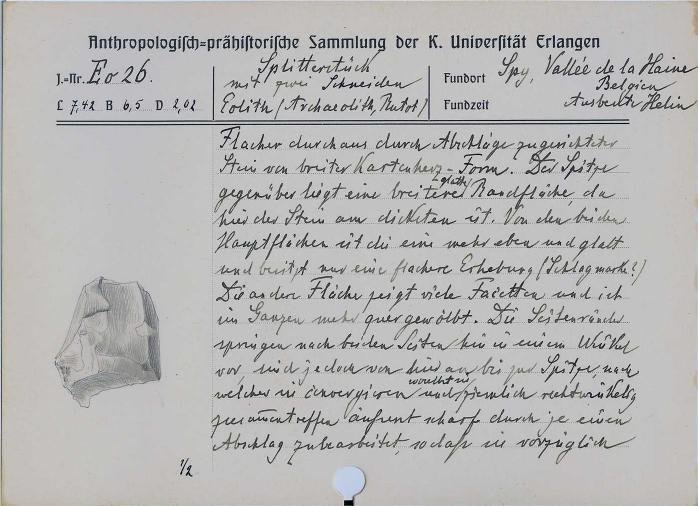 Anthropologisch=prähistorische Sammlung der K. Universität Erlangen
J.=Nr. Eo 26.
L 7,42 B 6,5 D 2,02
Splitterstück
mit zwei Schneiden
Eolith (Archaeolith, Rutot)
Fundort Spy, Vallée de la Haine
Belgien
Fundzeit Ausbeute Helin
Flacher durchaus durch Abschläge zugerichteter
Stein von breiter Kartenherz-Form. Der Spitze
gegenüber liegt eine breitere glatte Randfläche, da
hier der Stein am dicksten ist. Von den beiden
Hauptflächen ist die eine mehr eben und glatt
und besitzt nur eine flachere Erhebung (Schlagmarke?)
Die andere Fläche zeigt viele Facetten und ist
im Ganzen mehr quergewölbt. Die Seitenränder
springen nach beiden Seiten hin in einem Winkel
vor, sind jedoch von hier an bis zur Spitze, nach
welcher sie convergieren und ziemlich rechtwinkelig
zusammentreffen äusserst scharf durch je einen
Abschlag zubearbeitet, so dass sie vorzüglich
1/2